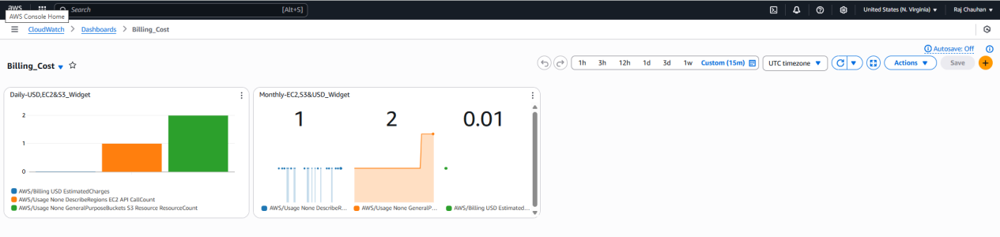 aws
Search
[Alt+S]
United States (N. Virginia)
Raj Chauhan
AWS Console Home
CloudWatch
Dashboards
Billing_Cost
Autosave: Off
Billing_Cost
1h 3h 12h 1d 3d 1w Custom (15m)
UTC timezone
Actions
Save
Daily-USD,EC2&S3_Widget
2
1
0
AWS/Billing USD EstimatedCharges
AWS/Usage None DescribeRegions EC2 API CallCount
AWS/Usage None GeneralPurposeBuckets S3 Resource ResourceCount
Monthly-EC2,S3&USD_Widget
1 2 0.01
AWS/Usage None DescribeR... AWS/Usage None GeneralP... AWS/Billing USD Estimated...